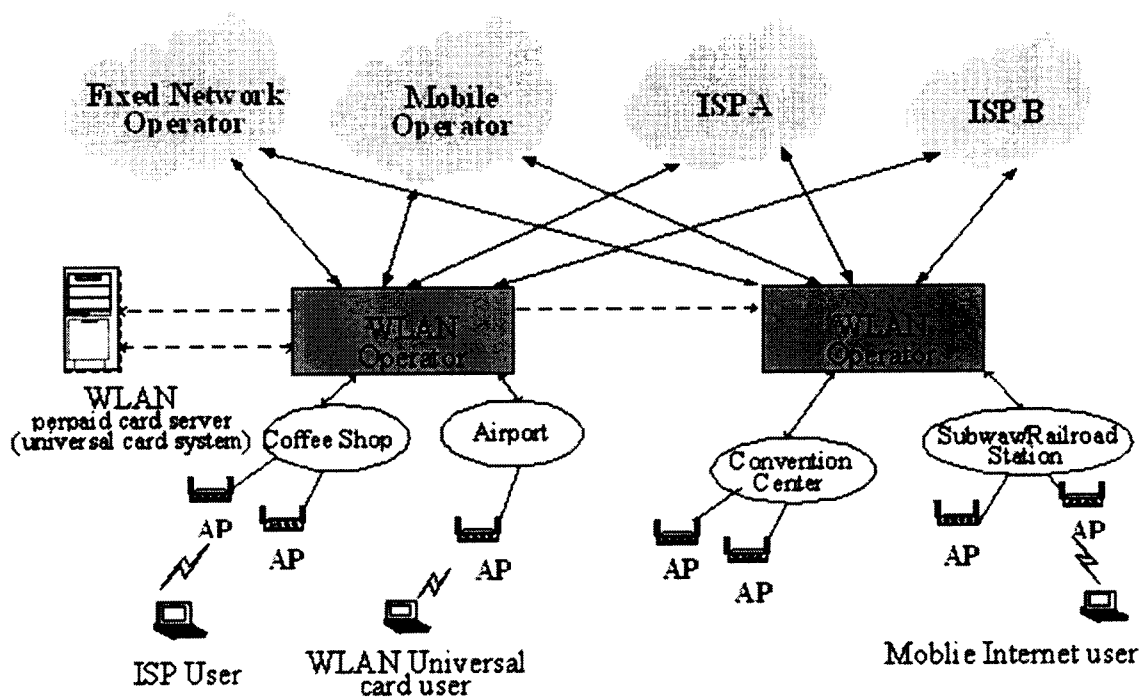 Fixed Network
Operator
Mobile
Operator
ISP A
ISP B
WLAN
Operator
WLAN
Operator
WLAN
perpaid card server
(universal card system)
Coffee Shop
Airport
Convention
Center
Subway/Railroad
Station
AP
AP
AP
AP
AP
AP
AP
ISP User
WLAN Universal
card user
Moblie Internet user